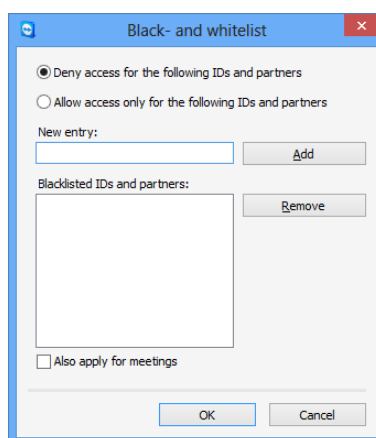 Black- and whitelist
Deny access for the following IDs and partners
Allow access only for the following IDs and partners
New entry:
Add
Blacklisted IDs and partners:
Remove
Also apply for meetings
OK
Cancel